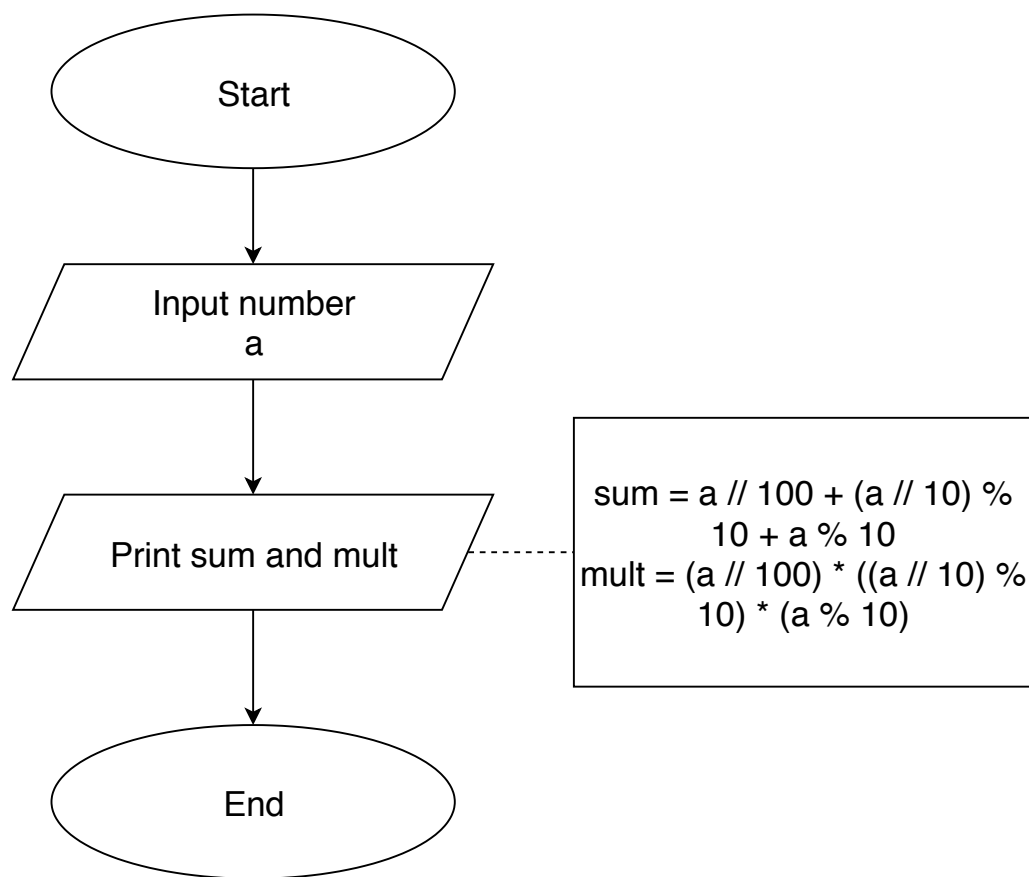 Start
Input number
a
Print sum and mult
sum = a // 100 + (a // 10) %
10 + a % 10
mult = (a // 100) * ((a // 10) %
10) * (a % 10)
End